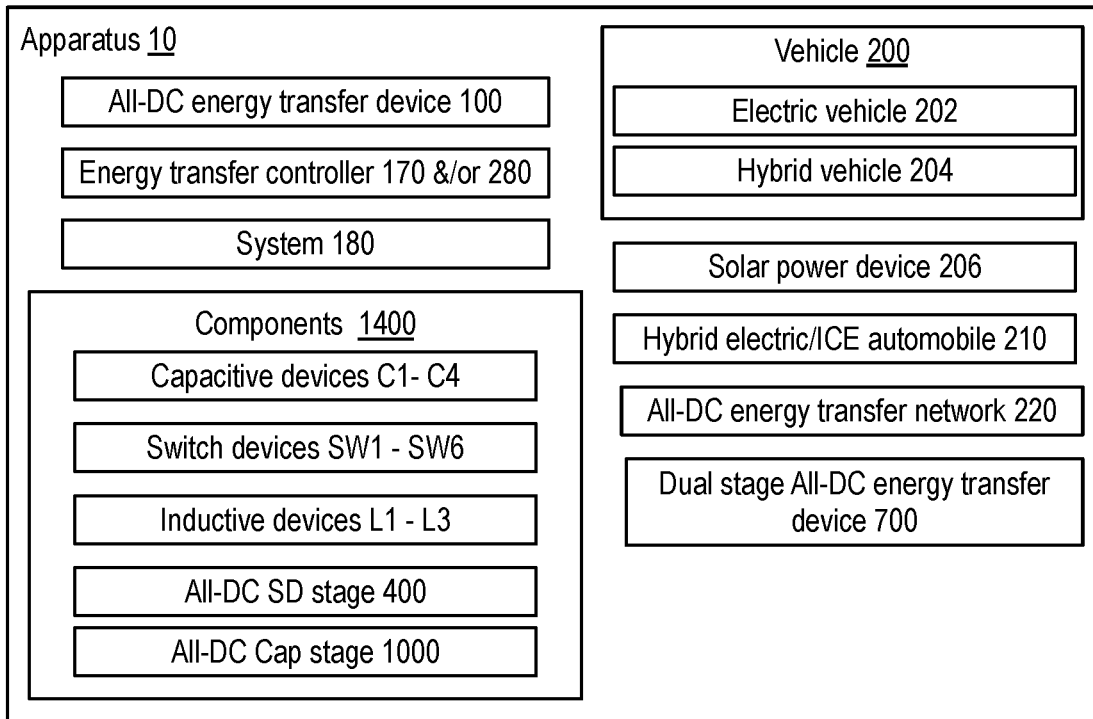 Apparatus 10
All-DC energy transfer device 100
Energy transfer controller 170 &/or 280
System 180
Components 1400
Capacitive devices C1- C4
Switch devices SW1 - SW6
Inductive devices L1 - L3
All-DC SD stage 400
All-DC Cap stage 1000
Vehicle 200
Electric vehicle 202
Hybrid vehicle 204
Solar power device 206
Hybrid electric/ICE automobile 210
All-DC energy transfer network 220
Dual stage All-DC energy transfer
device 700